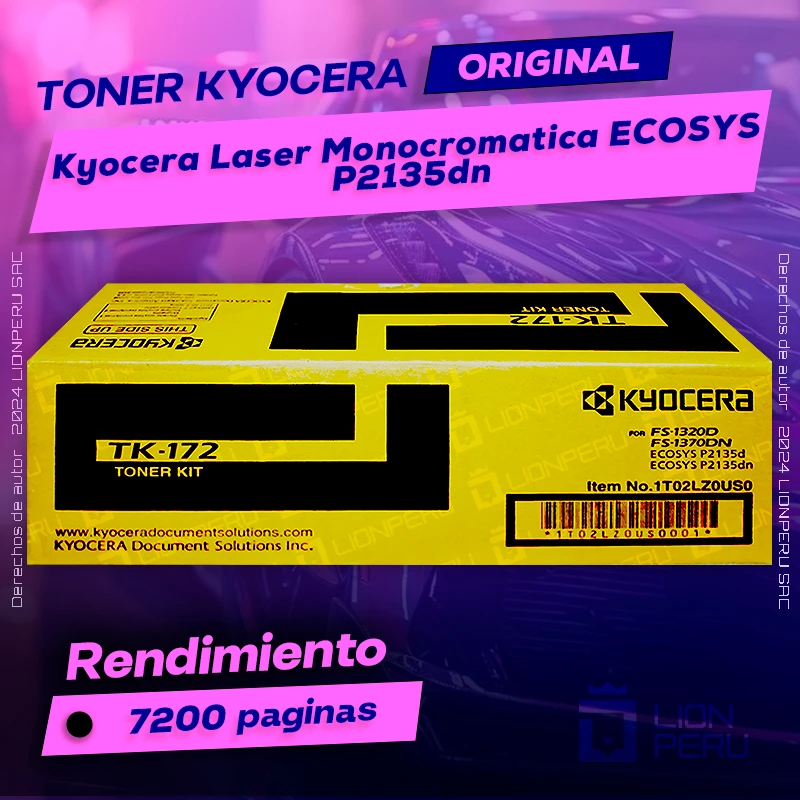 TONER KYOCERA
ORIGINAL
Kyocera Laser Monocromatica ECOSYS
P2135dn
Derechos de autor 2024 LIONPERU SAC
Derechos de autor 2024 LIONPERU SAC
TK-172
TONER KIT
THIS SIDE UP
KYOCERA
TK-172
TONER KIT
KYOCERA
FOR FS-1320D
FS-1370DN
ECOSYS P2135d
ECOSYS P2135dn
Item No.1T02LZ0US0
*1T02LZ0US0001*
www.kyoceradocumentsolutions.com
KYOCERA Document Solutions Inc.
LIONPERU
Rendimiento
7200 paginas
LION
PERU